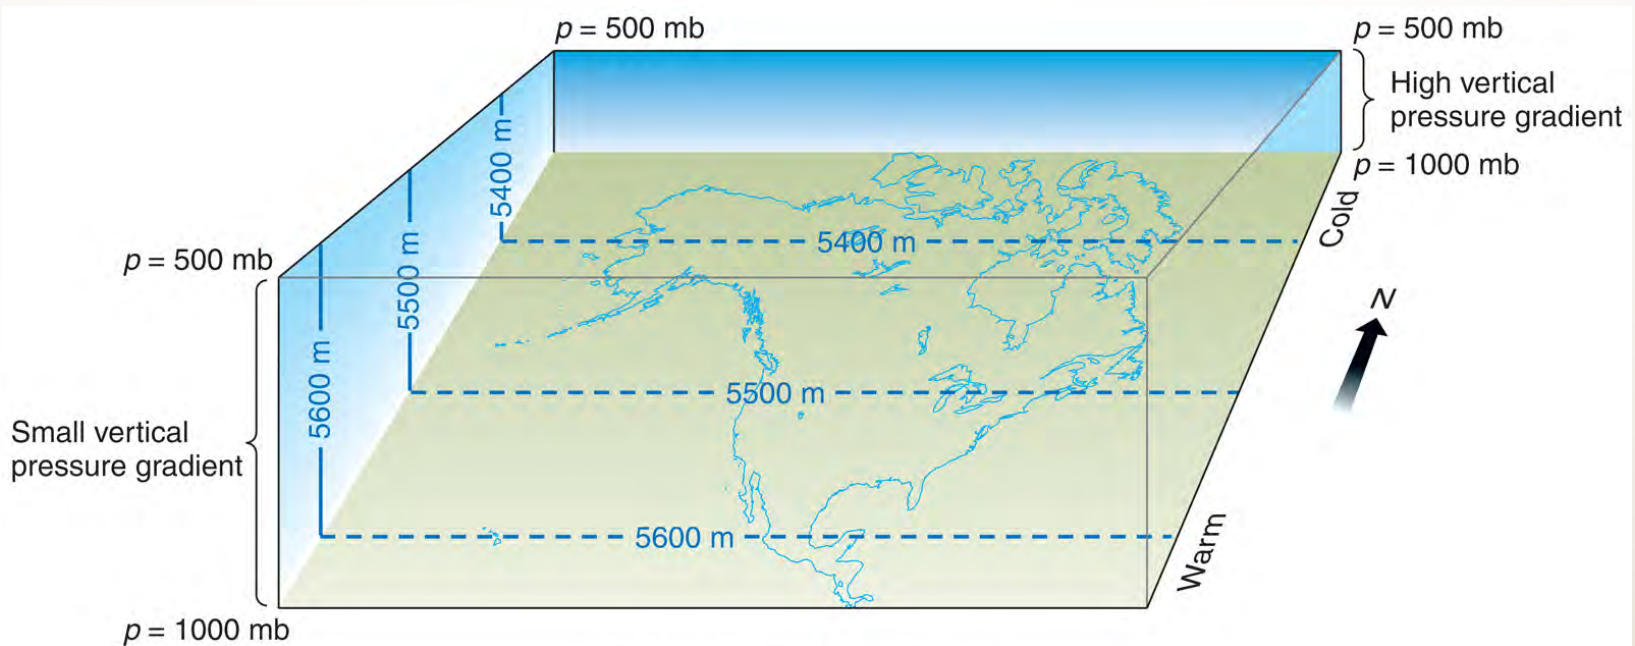 p = 500 mb
p = 500 mb
High vertical
pressure gradient
p = 1000 mb
5400 m
Cold
5400 m
p = 500 mb
5500 m
N
5600 m
5500 m
Small vertical
pressure gradient
5600 m
Warm
p = 1000 mb